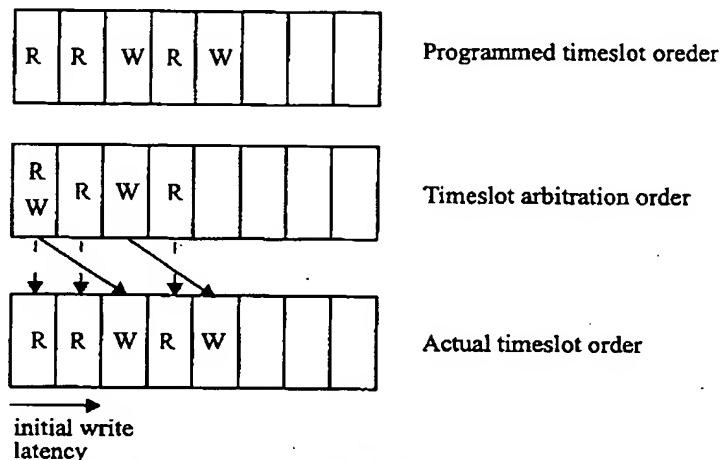 R R W R W Programmed timeslot oreder
R
W R W R Timeslot arbitration order
R R W R W Actual timeslot order
initial write
latency